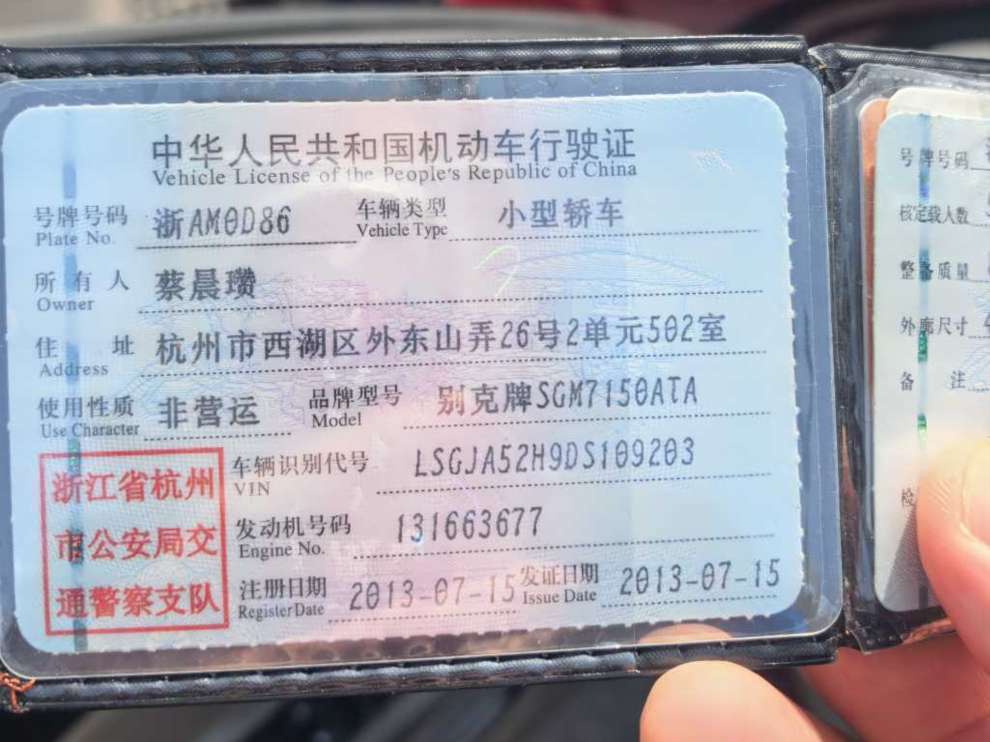 中华人民共和国机动车行驶证
Vehicle License of the People's Republic of China
号牌号码 浙AM0D86 车辆类型 小型轿车
Plate No. Vehicle Type
所有人 蔡晨瓒
Owner
住址 杭州市西湖区外东山弄26号2单元502室
Address
使用性质 非营运 品牌型号 别克牌SGM7150ATA
Use Character Model
浙江省杭州
市公安局交
通警察支队
车辆识别代号 LSGJA52H9DS109203
VIN
发动机号码 131663677
Engine No.
注册日期 2013-07-15 发证日期 2013-07-15
Register Date Issue Date
号牌号码
核定载人数
整备质量
外廓尺寸
备注